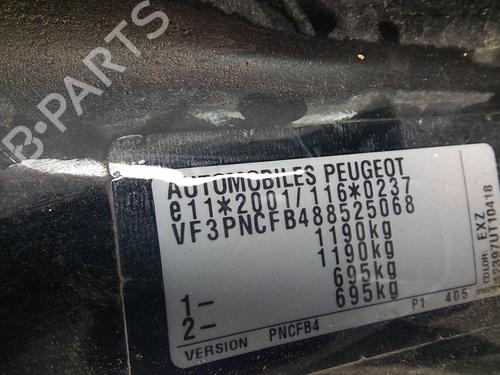 B-PARTS
AUTOMOBILES PEUGEOT
e11*2001/116*0237
VF3PNCFB488525068
1190kg
1190kg
1- 695kg
2- 695kg
VERSION PNCFB4
P1 405
COLOR: EXZ